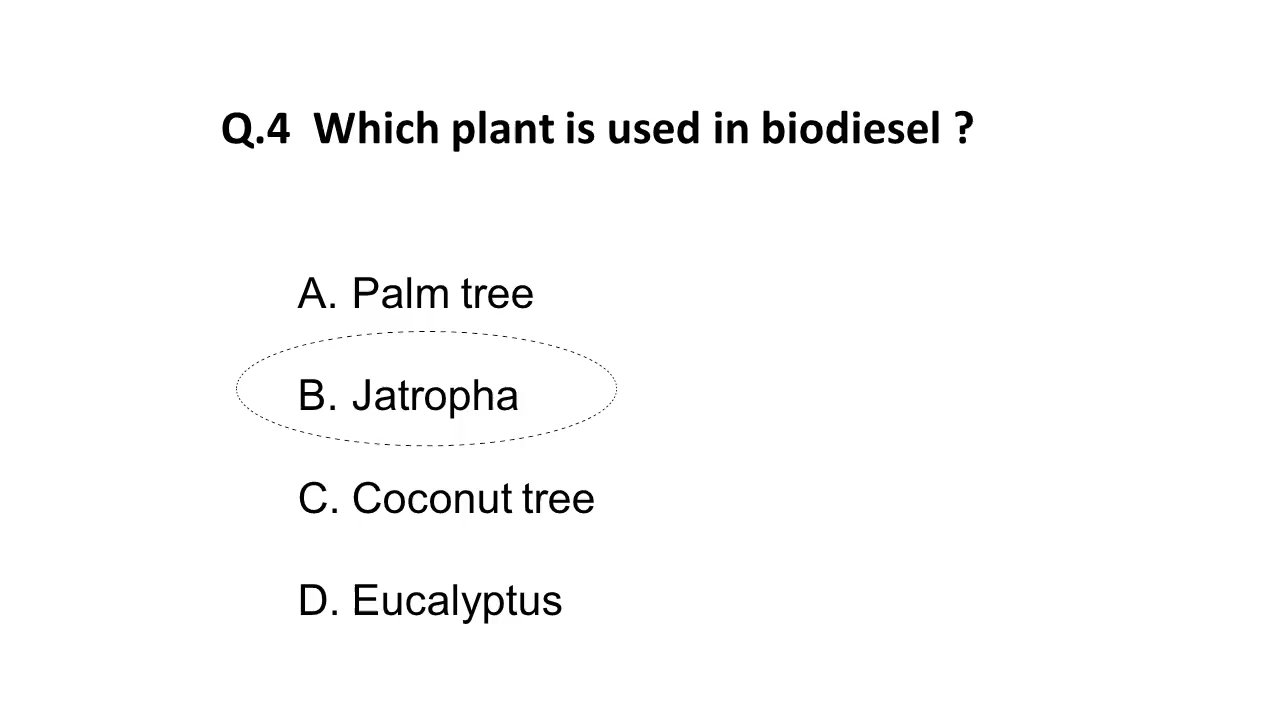 Q.4 Which plant is used in biodiesel ?
A. Palm tree
B. Jatropha
C. Coconut tree
D. Eucalyptus